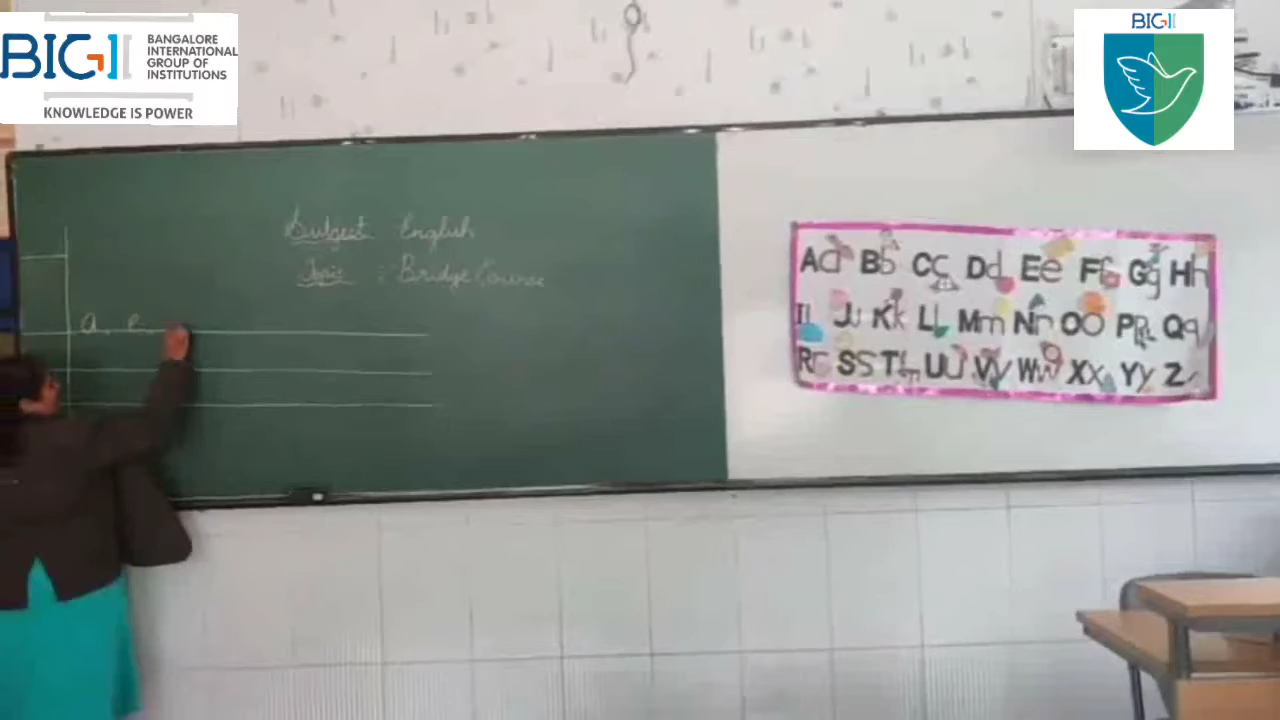 BIGI
BANGALORE
INTERNATIONAL
GROUP OF
INSTITUTIONS
KNOWLEDGE IS POWER
BIGI
Subject: English
Topic : Bridge Course
a. e.
Aa Bb Cc Dd Ee Ff Gg Hh
Ii Jj Kk Ll Mm Nn Oo Pp Qq
Rr Ss Tt Uu Vv Ww Xx Yy Zz